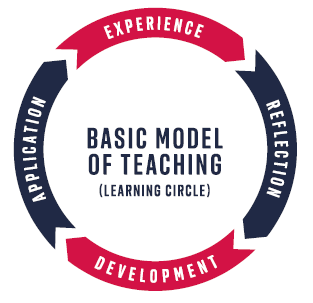 EXPERIENCE
REFLECTION
DEVELOPMENT
APPLICATION
BASIC MODEL
OF TEACHING
(LEARNING CIRCLE)